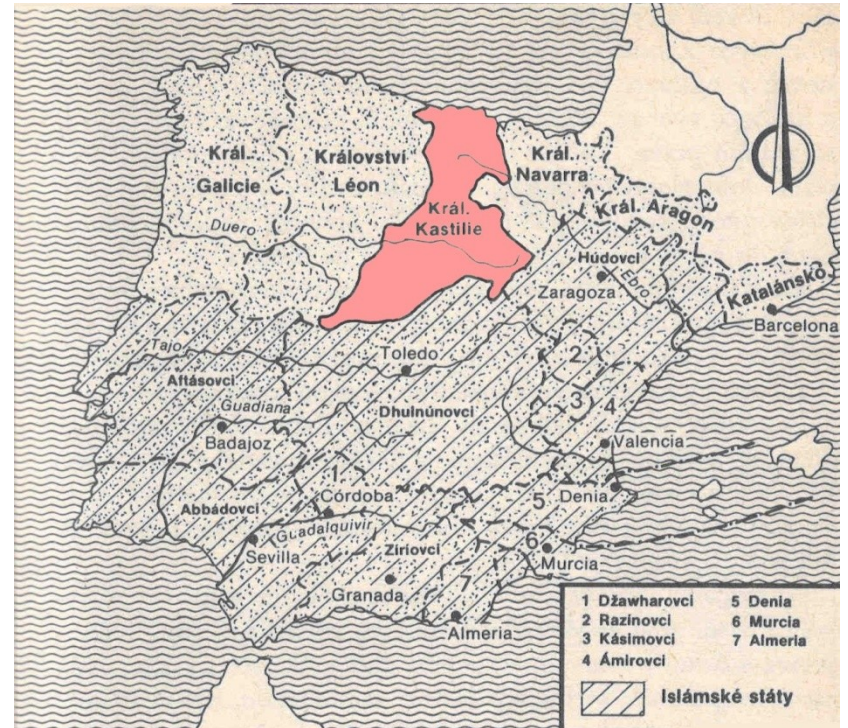 Král.
Galicie
Království
Léon
Král.
Navarra
Král.
Kastilie
Král. Aragon
Duero
Húdovci
Ebro
Zaragoza
Katalánsko
Barcelona
Tajo
Toledo
2
Aftásovci
3
4
Guadiana
Dhulnúnovci
Badajoz
Valencia
1
Córdoba
5
Denia
Abbádovci
Guadalquivir
6
Sevilla
Ziriovci
Murcia
7
Granada
Almeria
1 Džawharovci
2 Razinovci
3 Kásimovci
4 Ámirovci
5 Denia
6 Murcia
7 Almeria
Islámské státy